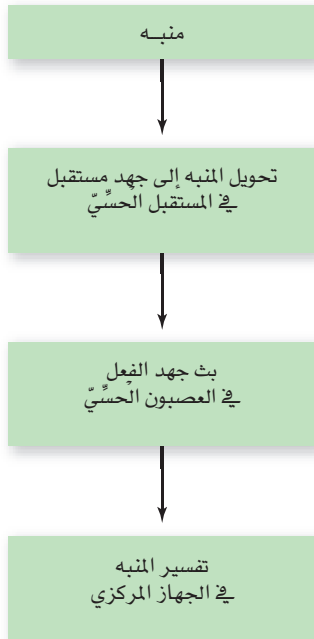 منبــه
تحويل المنبه إلى جهد مستقبل
في المستقبل الحسِّيّ
بث جهد الفعل
في العصبون الحسِّيّ
تفسير المنبه
في الجهاز المركزي